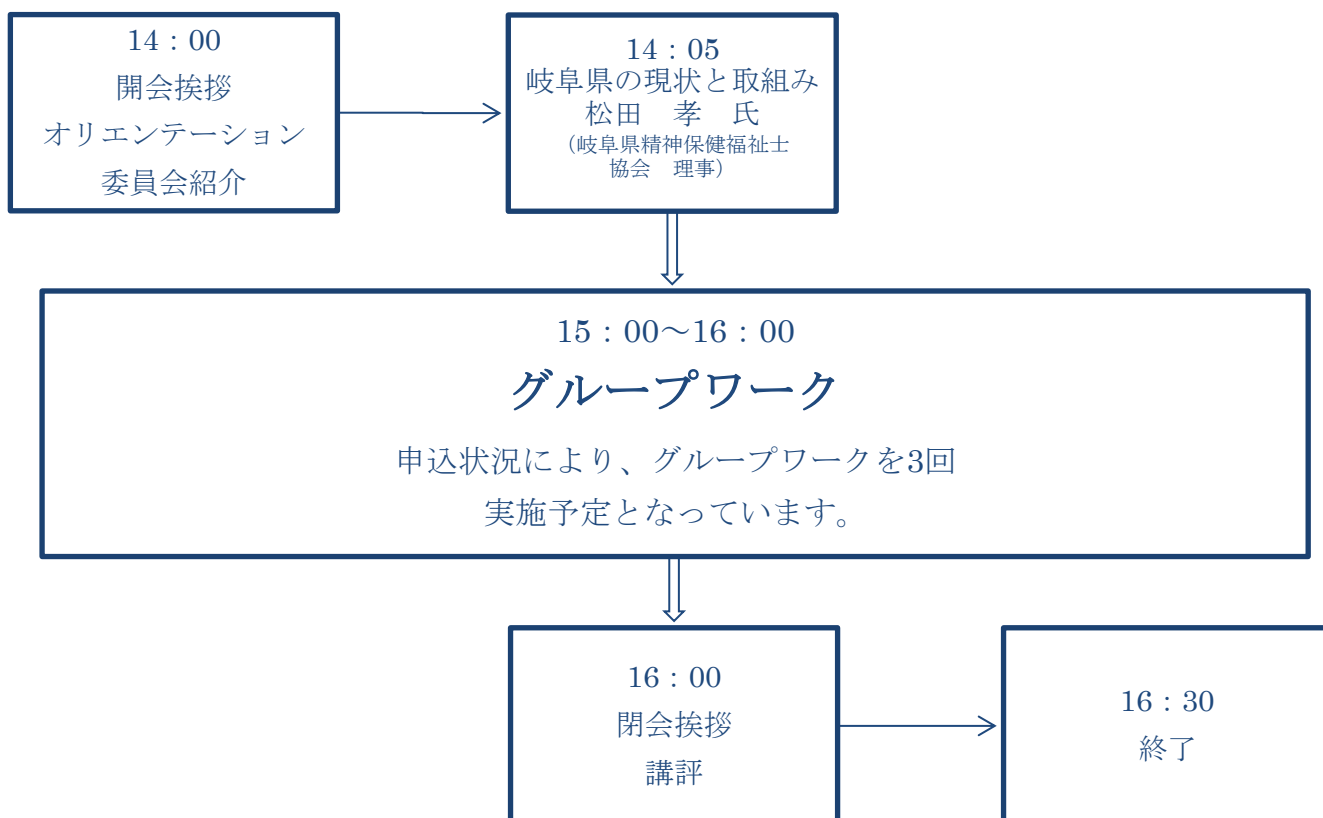 14：00
開会挨拶
オリエンテーション
委員会紹介
14：05
岐阜県の現状と取組み
松田　孝　氏
（岐阜県精神保健福祉士
協会　理事）
15：00～16：00
グループワーク
申込状況により、グループワークを3回
実施予定となっています。
16：00
閉会挨拶
講評
16：30
終了